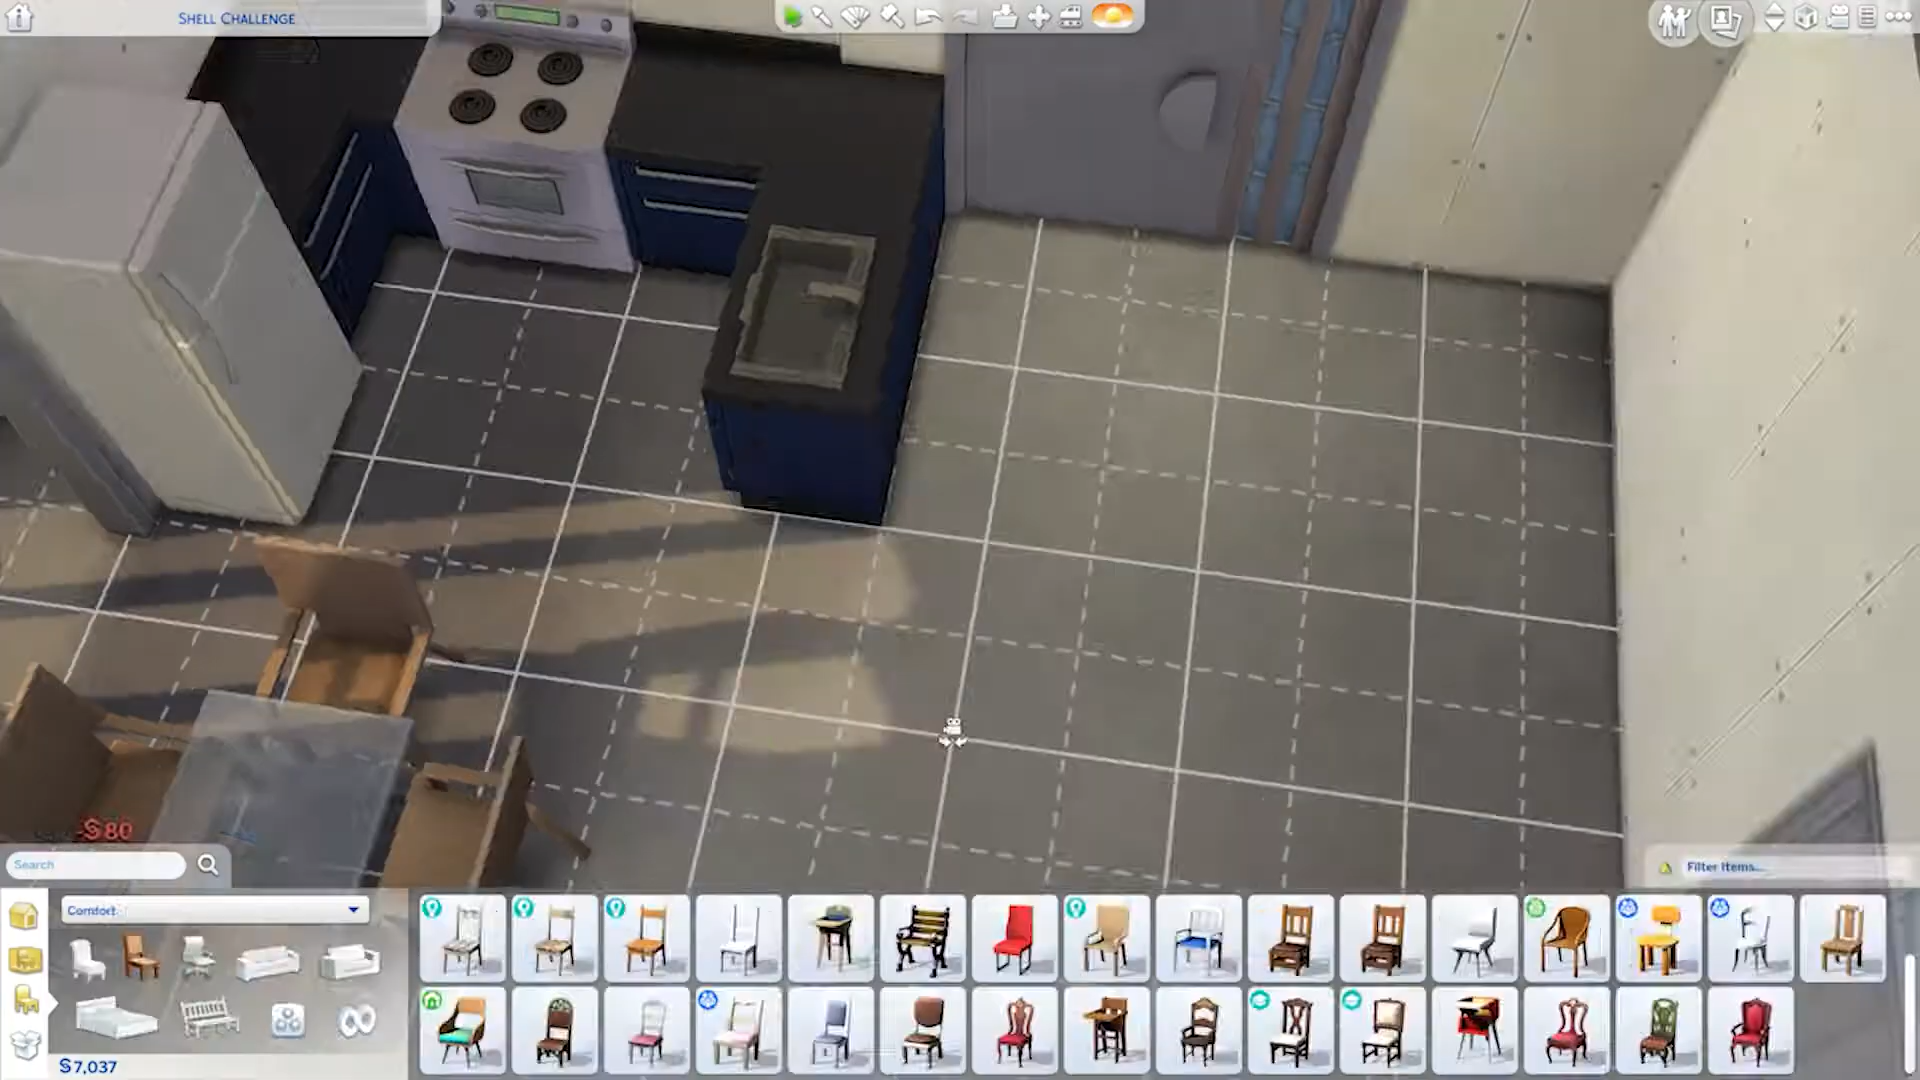 SHELL CHALLENGE
-$80
Search
Filter Items...
Comfort
$7,037